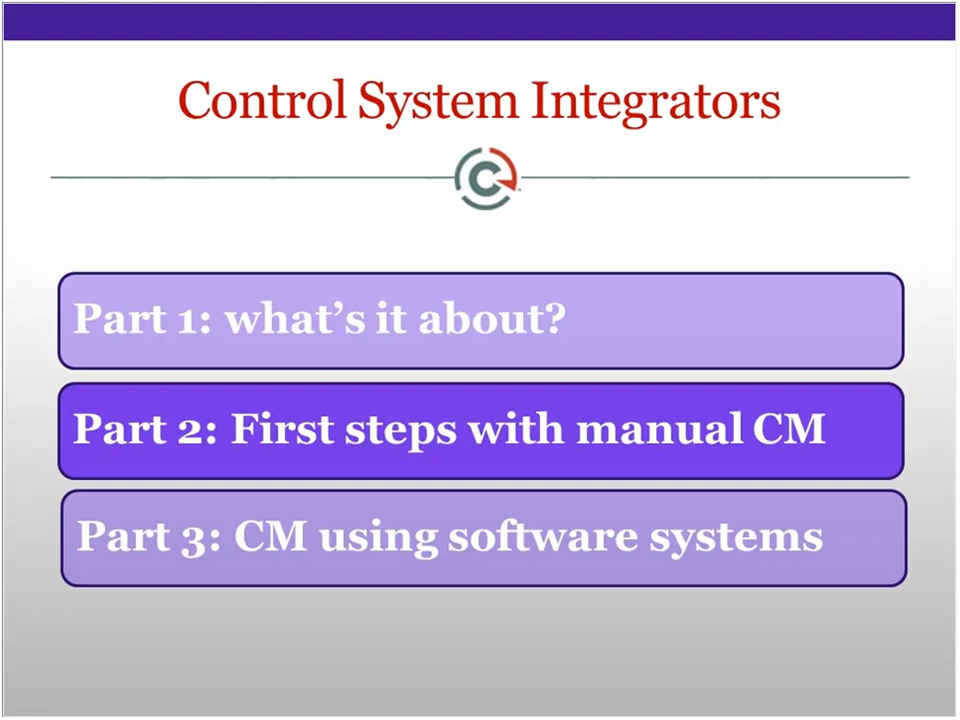 Control System Integrators
C
Part 1: what’s it about?
Part 2: First steps with manual CM
Part 3: CM using software systems